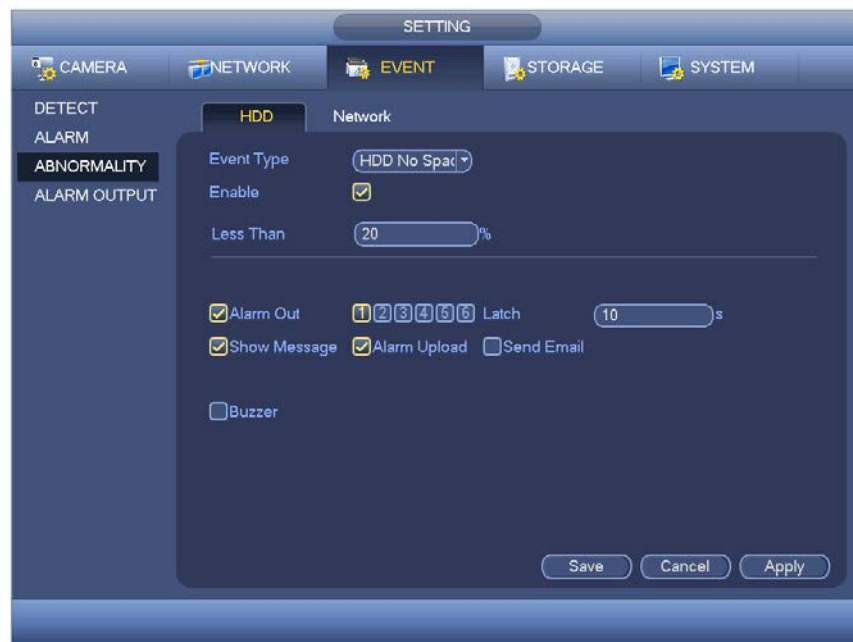 SETTING
CAMERA NETWORK EVENT STORAGE SYSTEM
DETECT
ALARM
ABNORMALITY
ALARM OUTPUT
HDD Network
Event Type HDD No Spac
Enable
Less Than 20 %
Alarm Out 1 2 3 4 5 6 Latch 10 s
Show Message Alarm Upload Send Email
Buzzer
Save Cancel Apply